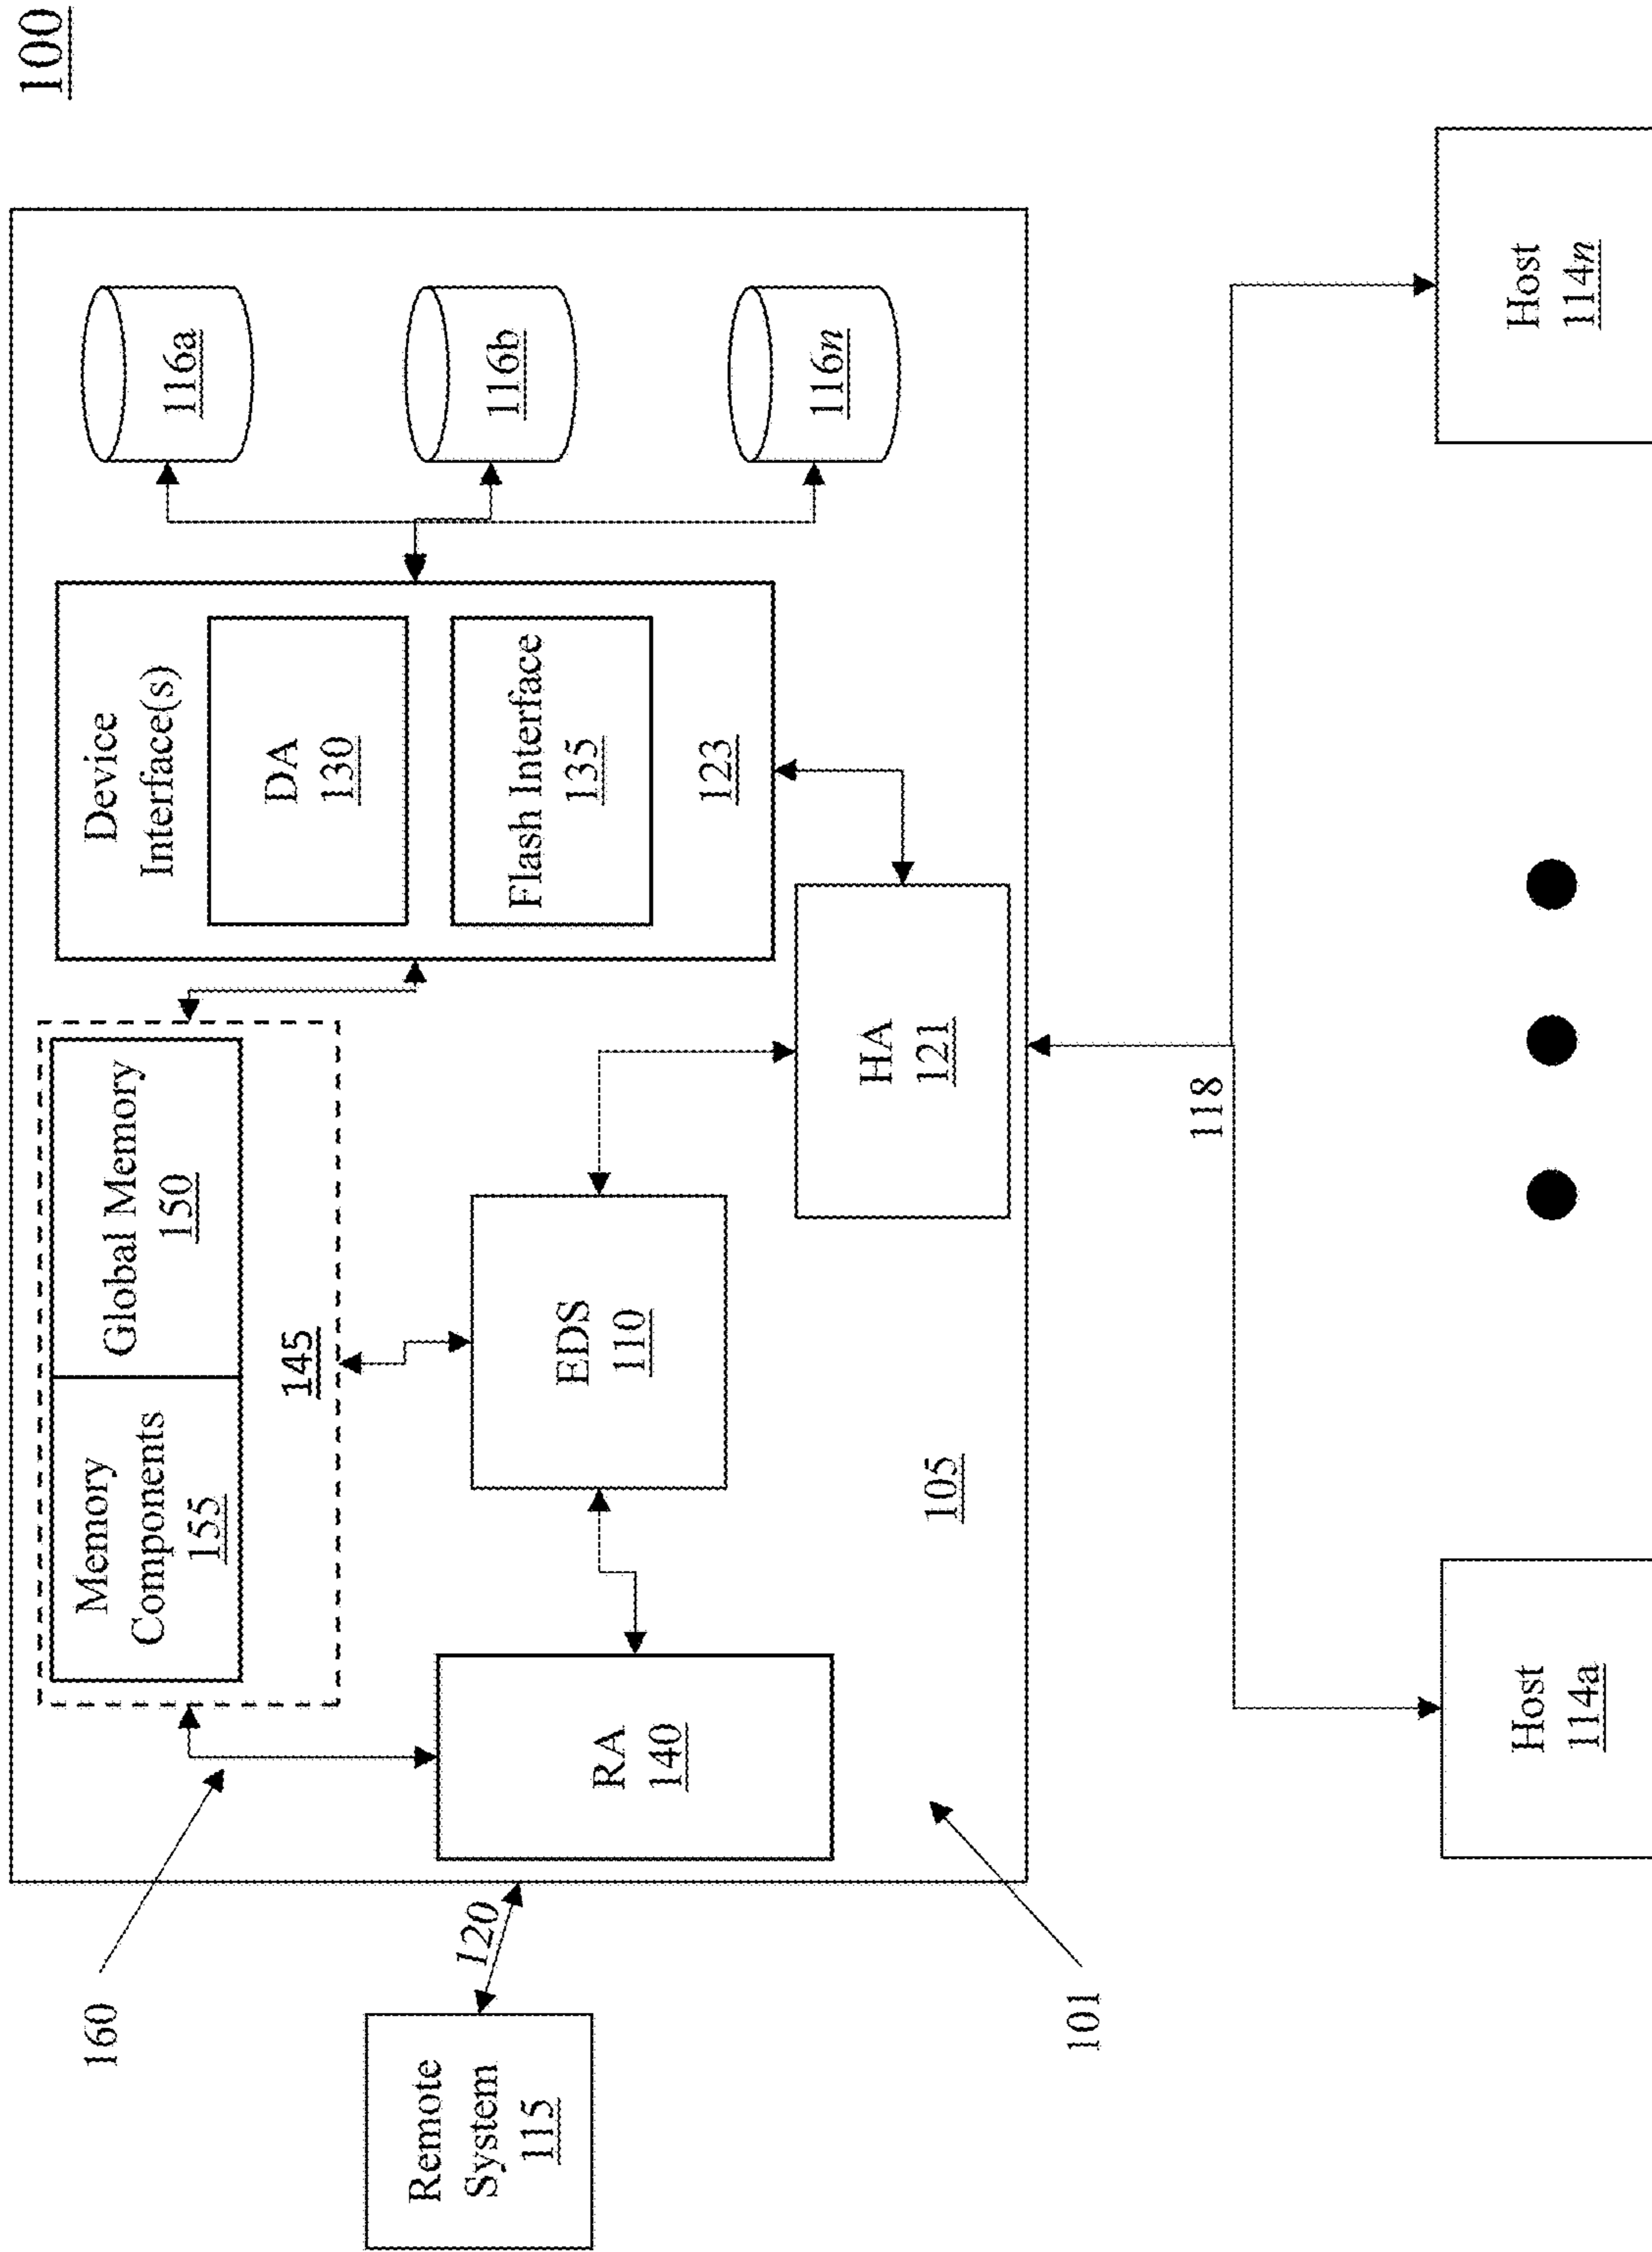 100
160
Memory
Components
155
Global Memory
150
145
Device
Interface(s)
DA
130
Flash Interface
135
123
116a
116b
116n
Remote
System
115
120
RA
140
EDS
110
HA
121
105
101
118
Host
114a
Host
114n